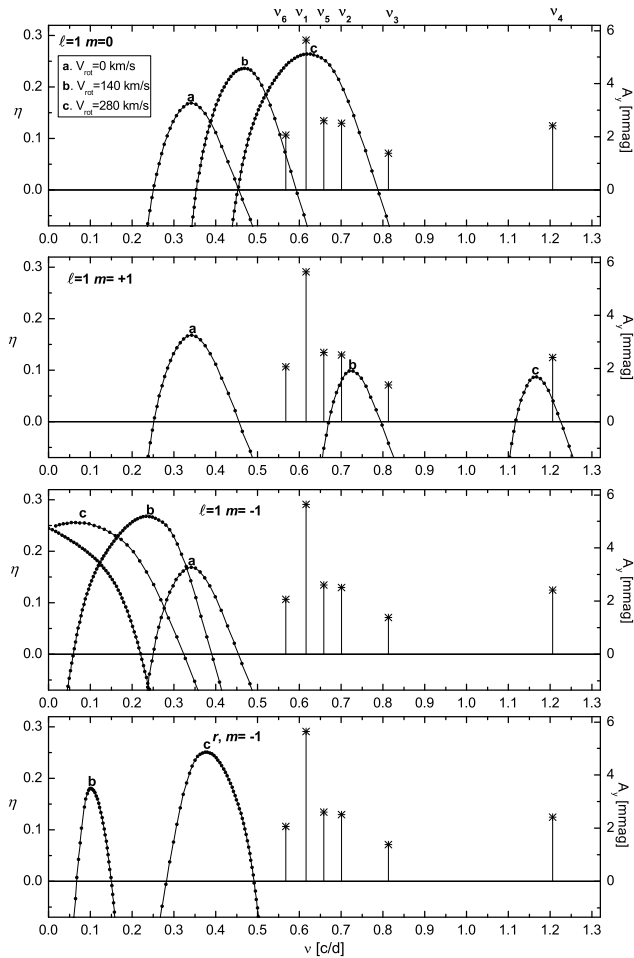 ν6 ν1 ν5 ν2 ν3 ν4
ℓ=1 m=0
a. Vrot=0 km/s
b. Vrot=140 km/s
c. Vrot=280 km/s
a b c
0.3
0.2
0.1
0.0
η
6
4
2
0
Ay [mmag]
0.0 0.1 0.2 0.3 0.4 0.5 0.6 0.7 0.8 0.9 1.0 1.1 1.2 1.3
ℓ=1 m= +1
a b c
0.3
0.2
0.1
0.0
η
6
4
2
0
Ay [mmag]
0.0 0.1 0.2 0.3 0.4 0.5 0.6 0.7 0.8 0.9 1.0 1.1 1.2 1.3
ℓ=1 m= -1
c b a
0.3
0.2
0.1
0.0
η
6
4
2
0
Ay [mmag]
0.0 0.1 0.2 0.3 0.4 0.5 0.6 0.7 0.8 0.9 1.0 1.1 1.2 1.3
r, m= -1
b c
0.3
0.2
0.1
0.0
η
6
4
2
0
Ay [mmag]
0.0 0.1 0.2 0.3 0.4 0.5 0.6 0.7 0.8 0.9 1.0 1.1 1.2 1.3
ν [c/d]